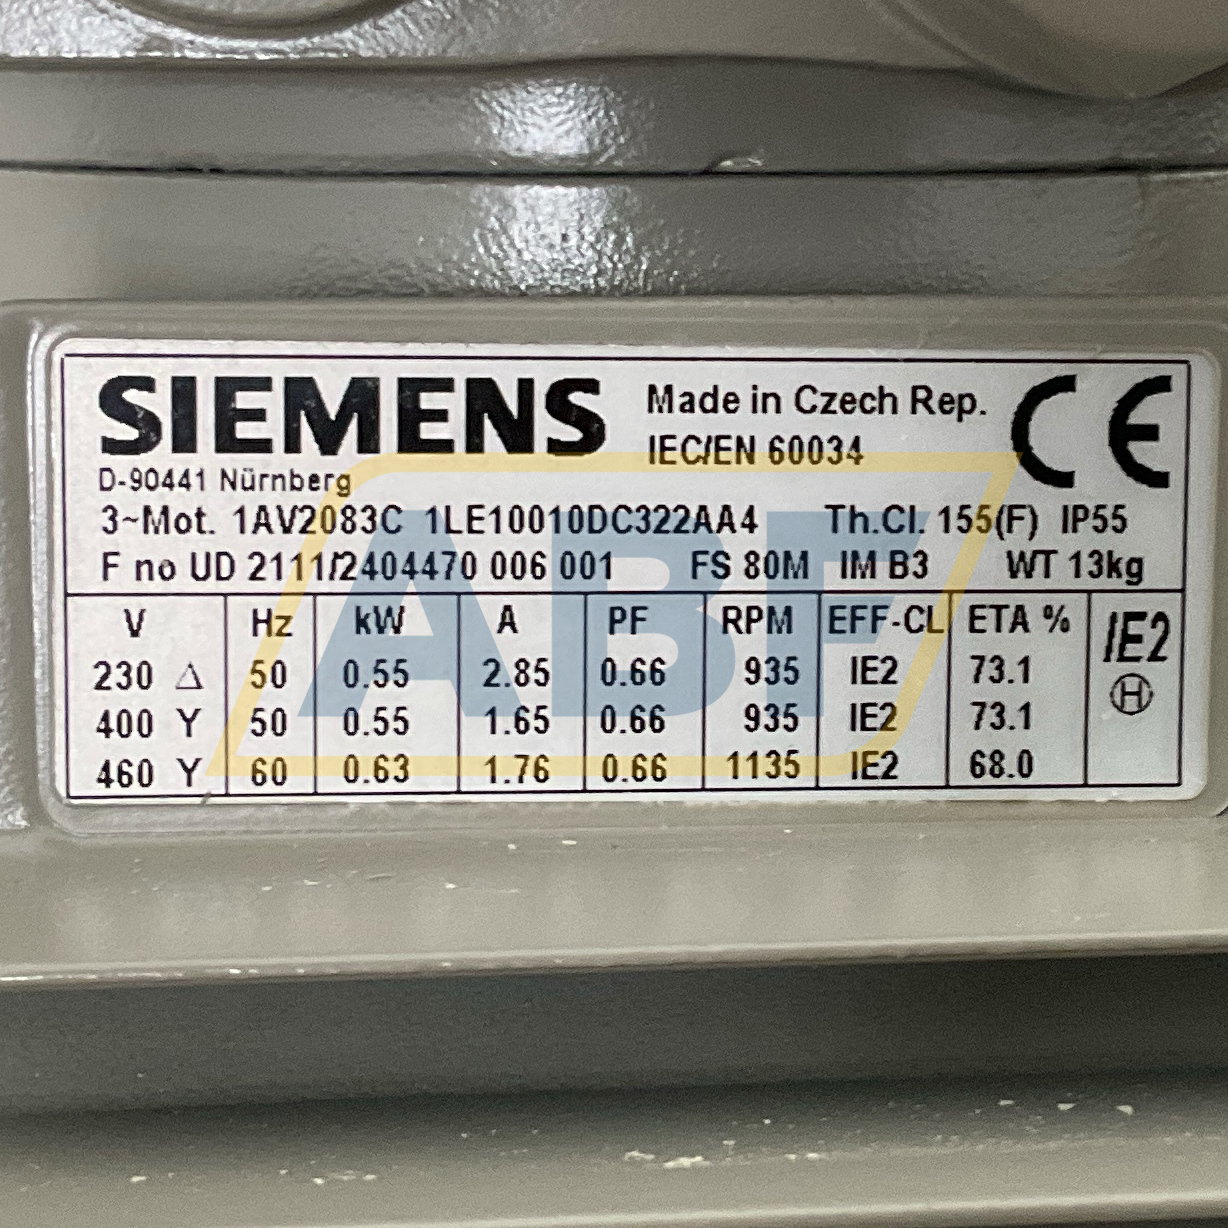 SIEMENS
Made in Czech Rep.
IEC/EN 60034
CE
D-90441 Nürnberg
3~Mot. 1AV2083C 1LE10010DC322AA4 Th.Cl. 155(F) IP55
F no UD 2111/2404470 006 001 FS 80M IM B3 WT 13kg
V Hz kW A PF RPM EFF-CL ETA % IE2
230 Δ 50 0.55 2.85 0.66 935 IE2 73.1 H
400 Y 50 0.55 1.65 0.66 935 IE2 73.1
460 Y 60 0.63 1.76 0.66 1135 IE2 68.0
ABF